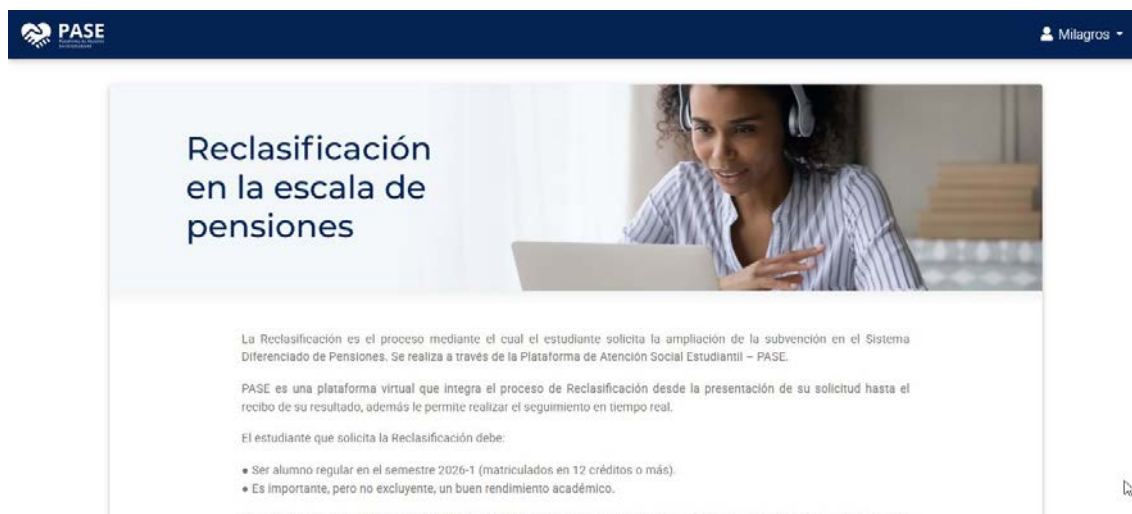 PASE
Milagros
Reclasificación
en la escala de
pensiones
La Reclasificación es el proceso mediante el cual el estudiante solicita la ampliación de la subvención en el Sistema
Diferenciado de Pensiones. Se realiza a través de la Plataforma de Atención Social Estudiantil – PASE.
PASE es una plataforma virtual que integra el proceso de Reclasificación desde la presentación de su solicitud hasta el
recibo de su resultado, además le permite realizar el seguimiento en tiempo real.
El estudiante que solicita la Reclasificación debe:
● Ser alumno regular en el semestre 2026-1 (matriculados en 12 créditos o más).
● Es importante, pero no excluyente, un buen rendimiento académico.